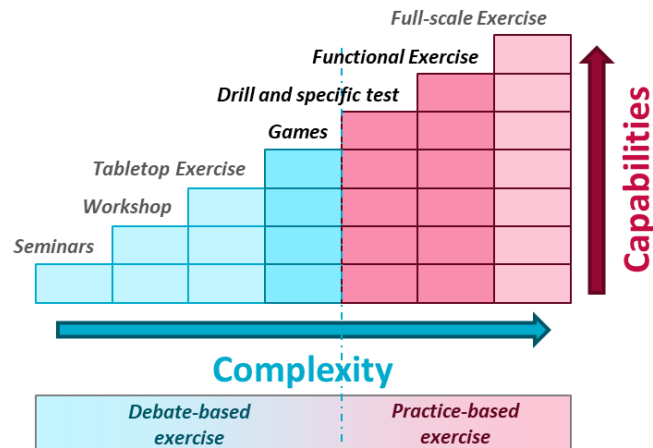 Full-scale Exercise
Functional Exercise
Drill and specific test
Games
Tabletop Exercise
Workshop
Seminars
Capabilities
Complexity
Debate-based
exercise
Practice-based
exercise